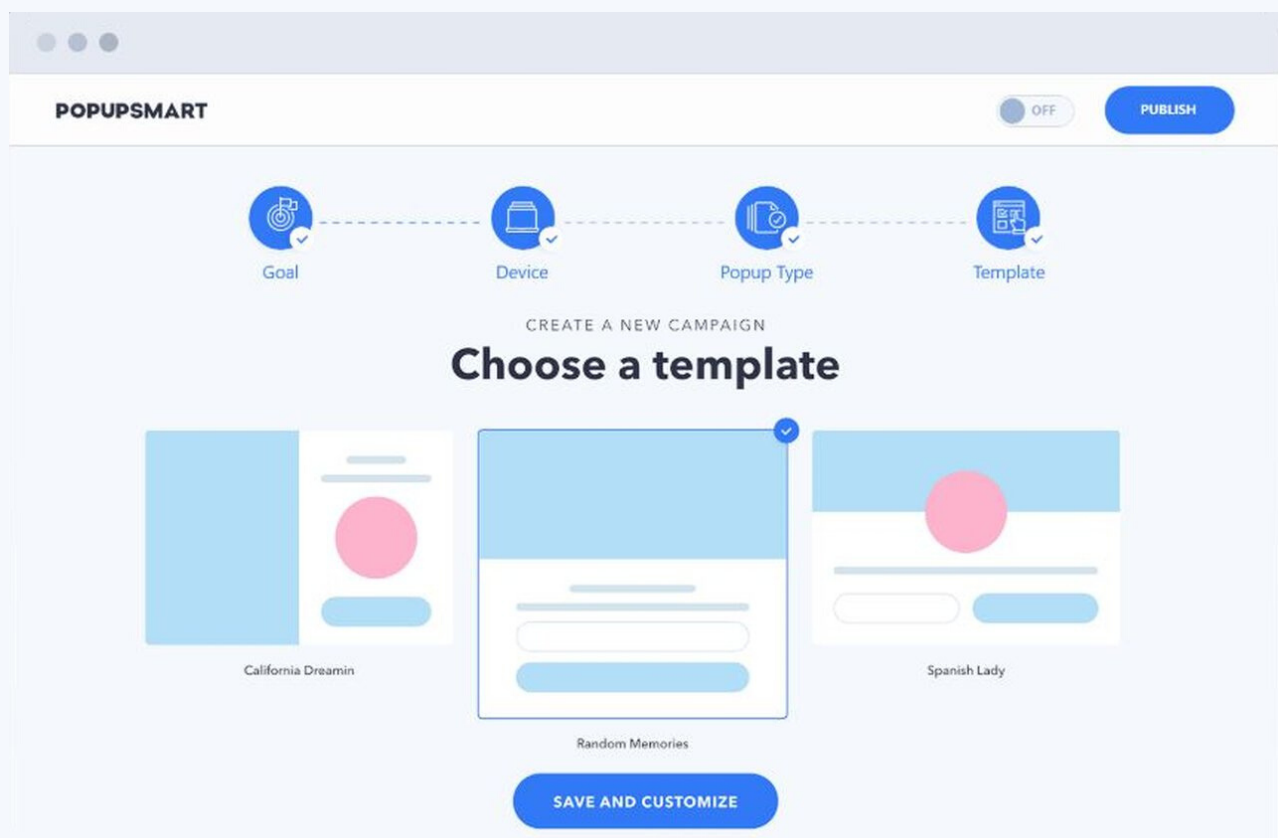 POPUPSMART
OFF
PUBLISH
Goal
Device
Popup Type
Template
CREATE A NEW CAMPAIGN
Choose a template
California Dreamin
Random Memories
Spanish Lady
SAVE AND CUSTOMIZE